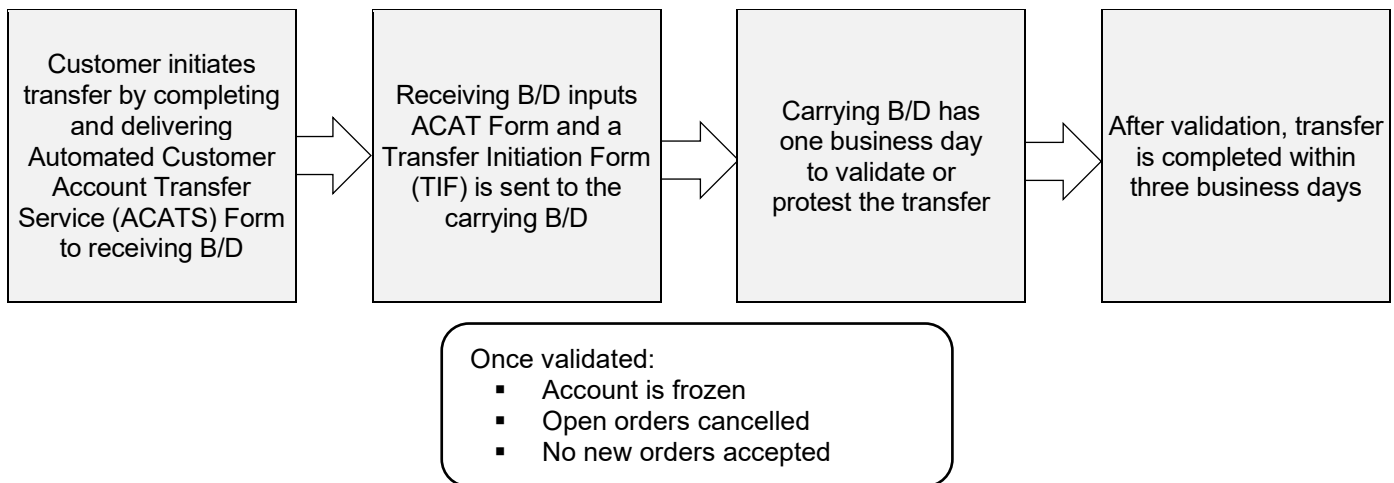 Customer initiates
transfer by completing
and delivering
Automated Customer
Account Transfer
Service (ACATS) Form
to receiving B/D
Receiving B/D inputs
ACAT Form and a
Transfer Initiation Form
(TIF) is sent to the
carrying B/D
Carrying B/D has
one business day
to validate or
protest the transfer
After validation, transfer
is completed within
three business days
Once validated:
▪ Account is frozen
▪ Open orders cancelled
▪ No new orders accepted